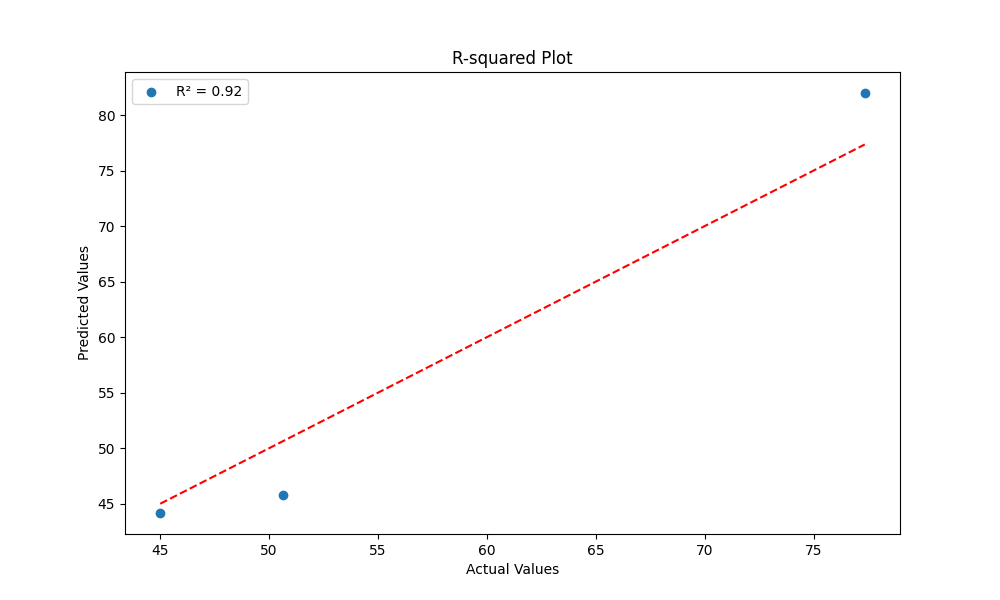 R-squared Plot
R² = 0.92
80
75
70
65
60
55
50
45
Predicted Values
45 50 55 60 65 70 75
Actual Values